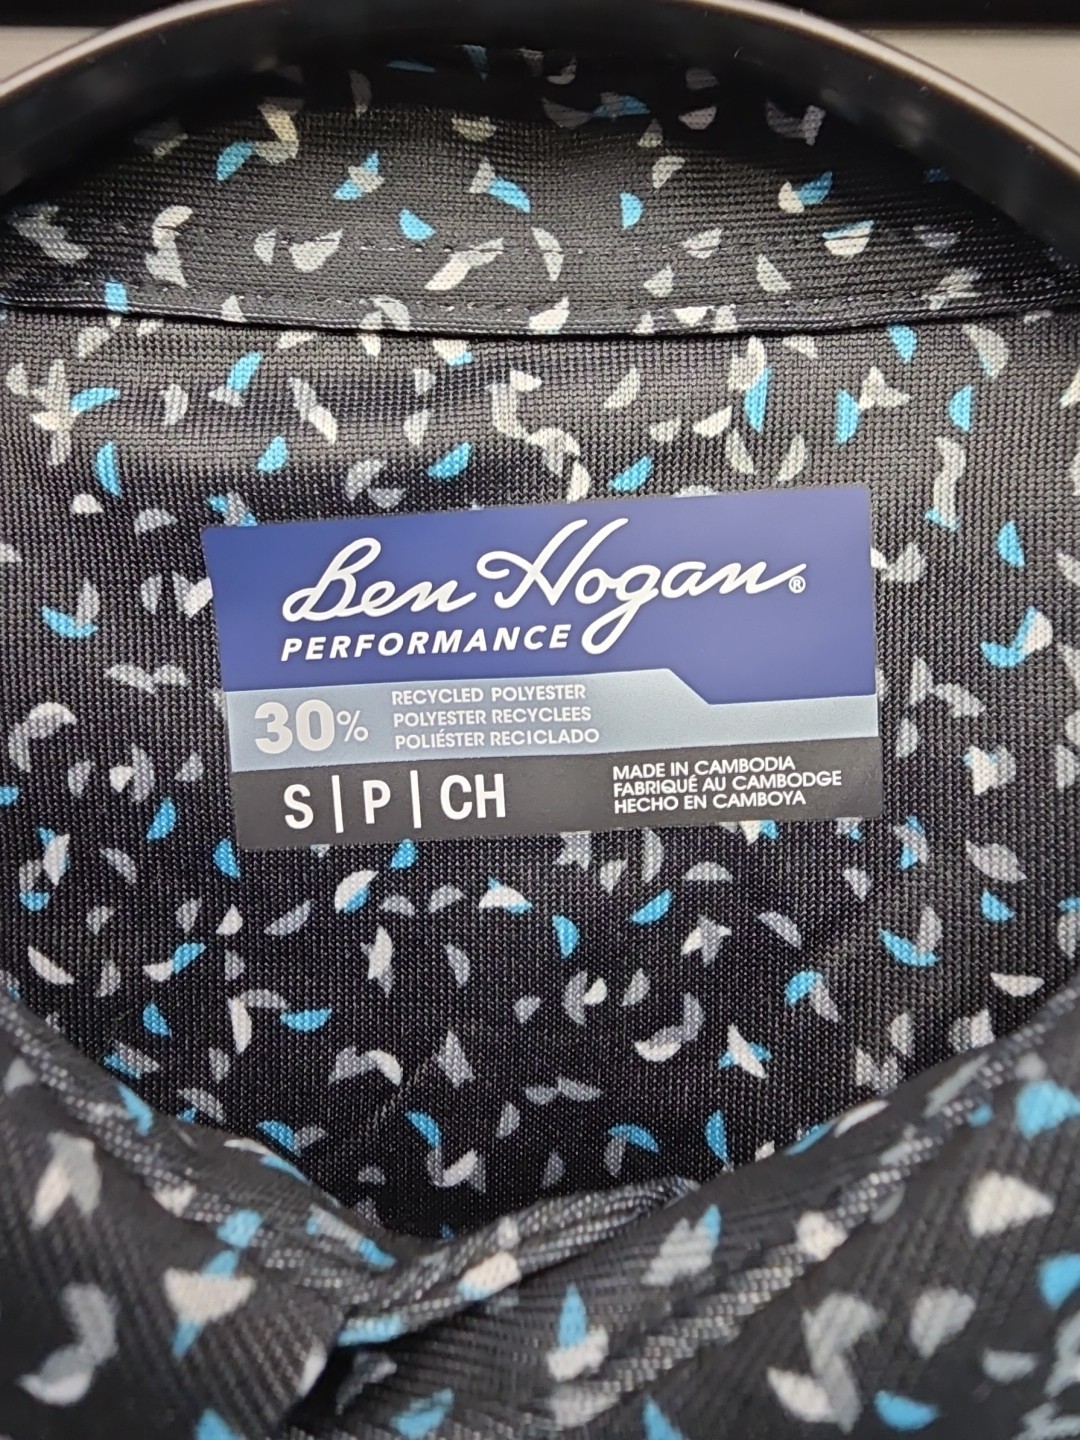 Ben Hogan®
PERFORMANCE
30% RECYCLED POLYESTER
POLYESTER RECYCLEES
POLIÉSTER RECICLADO
S | P | CH
MADE IN CAMBODIA
FABRIQUÉ AU CAMBODGE
HECHO EN CAMBOYA